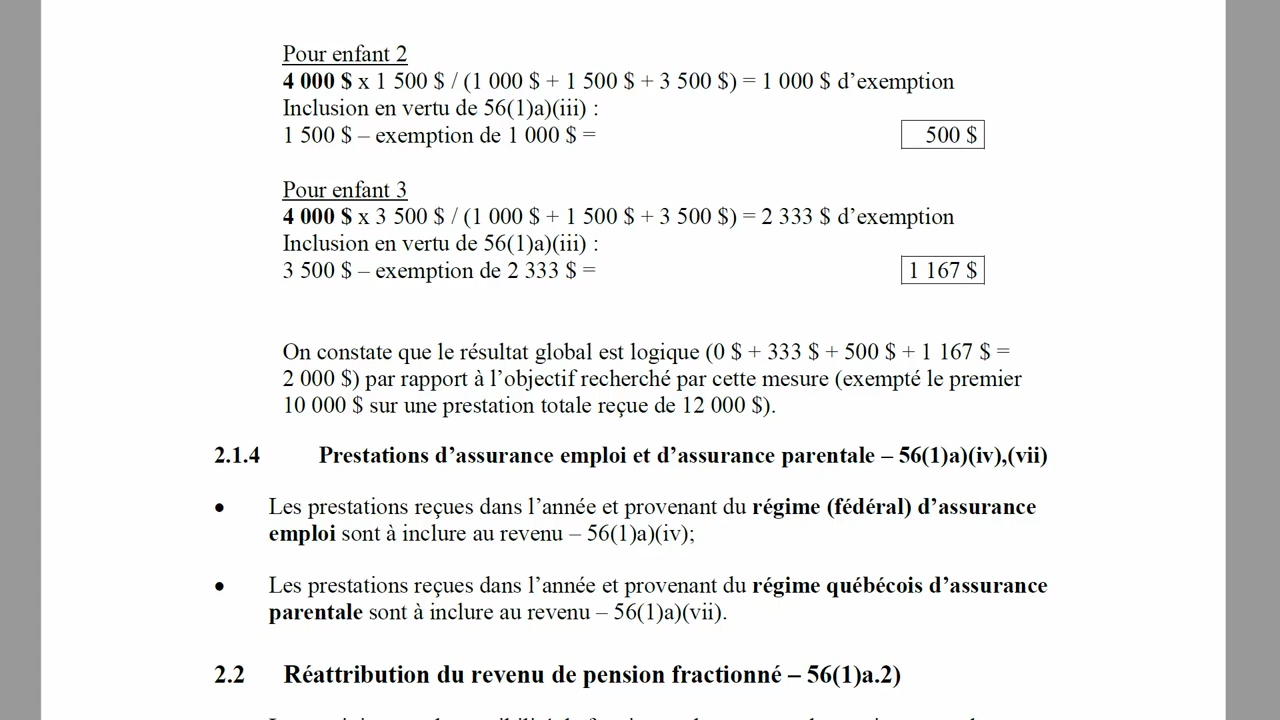 Pour enfant 2
4 000 $ x 1 500 $ / (1 000 $ + 1 500 $ + 3 500 $) = 1 000 $ d’exemption
Inclusion en vertu de 56(1)a)(iii) :
1 500 $ – exemption de 1 000 $ = 500 $
Pour enfant 3
4 000 $ x 3 500 $ / (1 000 $ + 1 500 $ + 3 500 $) = 2 333 $ d’exemption
Inclusion en vertu de 56(1)a)(iii) :
3 500 $ – exemption de 2 333 $ = 1 167 $
On constate que le résultat global est logique (0 $ + 333 $ + 500 $ + 1 167 $ =
2 000 $) par rapport à l’objectif recherché par cette mesure (exempté le premier
10 000 $ sur une prestation totale reçue de 12 000 $).
2.1.4 Prestations d’assurance emploi et d’assurance parentale – 56(1)a)(iv),(vii)
• Les prestations reçues dans l’année et provenant du régime (fédéral) d’assurance
emploi sont à inclure au revenu – 56(1)a)(iv);
• Les prestations reçues dans l’année et provenant du régime québécois d’assurance
parentale sont à inclure au revenu – 56(1)a)(vii).
2.2 Réattribution du revenu de pension fractionné – 56(1)a.2)